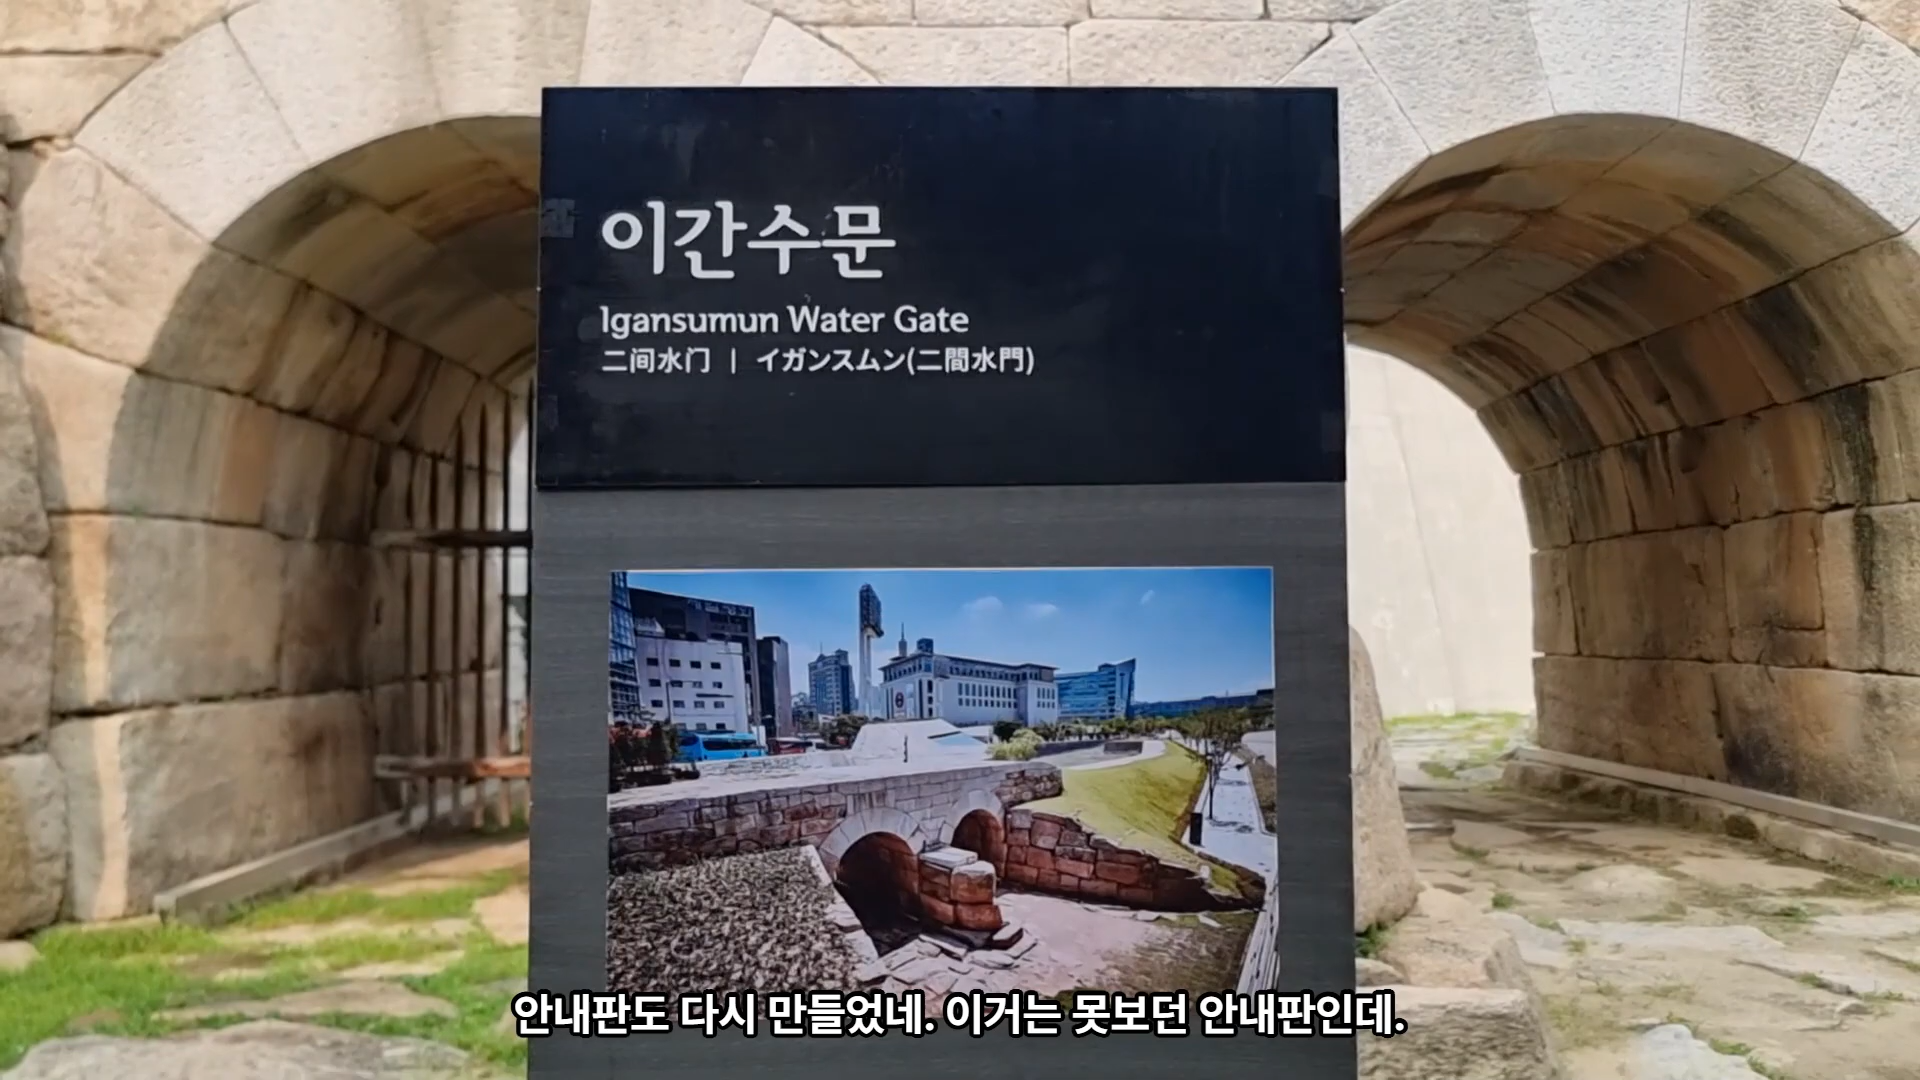 이간수문
Igansumun Water Gate
二间水门 | イガンスムン(二間水門)
안내판도 다시 만들었네. 이거는 못보던 안내판인데.